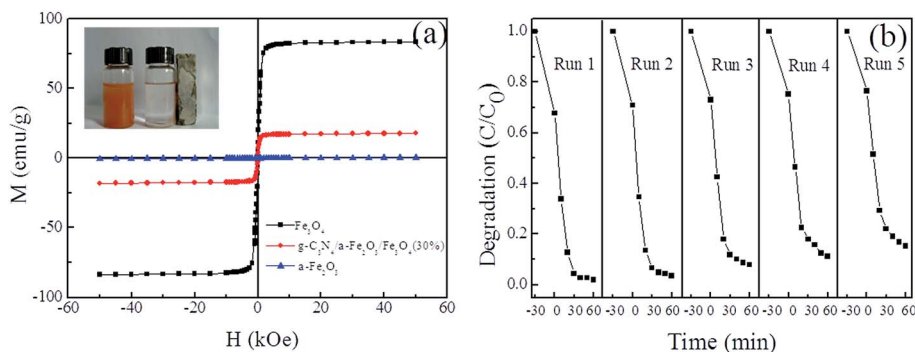 (a)
M (emu/g)
100
50
0
-50
-100
-60
-40
-20
0
20
40
60
H (kOe)
Fe₃O₄
g-C₃N₄/a-Fe₂O₃/Fe₃O₄(30%)
a-Fe₂O₃
(b)
Degradation (C/C₀)
1.0
0.8
0.6
0.4
0.2
0.0
Run 1
Run 2
Run 3
Run 4
Run 5
-30 0 30 60
-30 0 30 60
-30 0 30 60
-30 0 30 60
-30 0 30 60
Time (min)